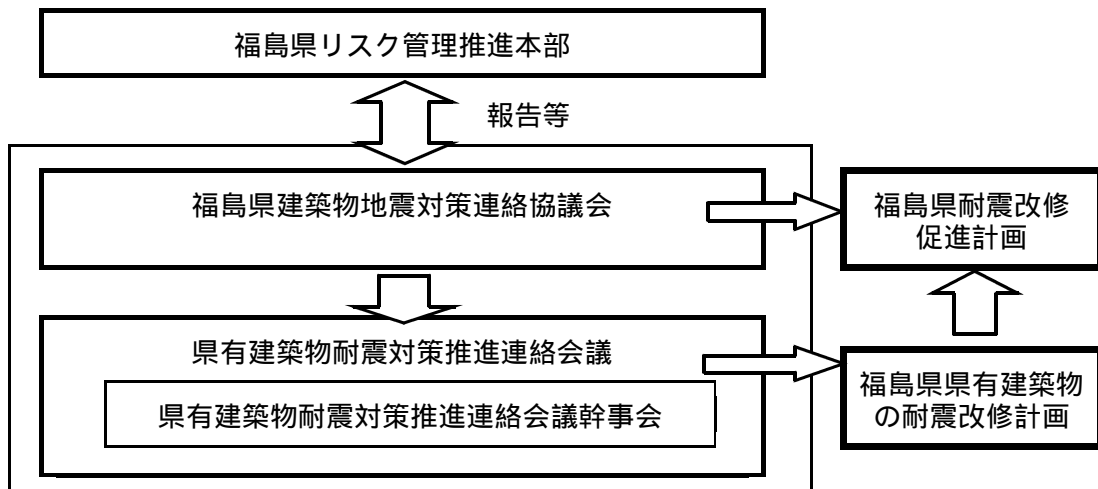 福島県リスク管理推進本部
報告等
福島県建築物地震対策連絡協議会
福島県耐震改修
促進計画
県有建築物耐震対策推進連絡会議
県有建築物耐震対策推進連絡会議幹事会
福島県県有建築物
の耐震改修計画